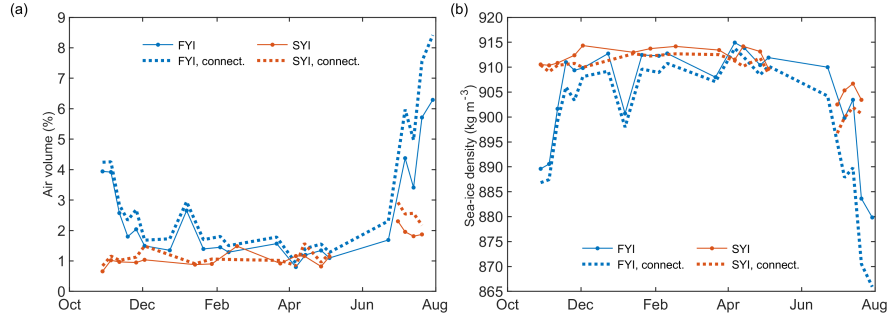 (a)
9
8
7
6
5
4
3
2
1
0
Air volume (%)
FYI
SYI
FYI, connect.
SYI, connect.
Oct Dec Feb Apr Jun Aug
(b)
920
915
910
905
900
895
890
885
880
875
870
865
Sea-ice density (kg m⁻³)
FYI
SYI
FYI, connect.
SYI, connect.
Oct Dec Feb Apr Jun Aug